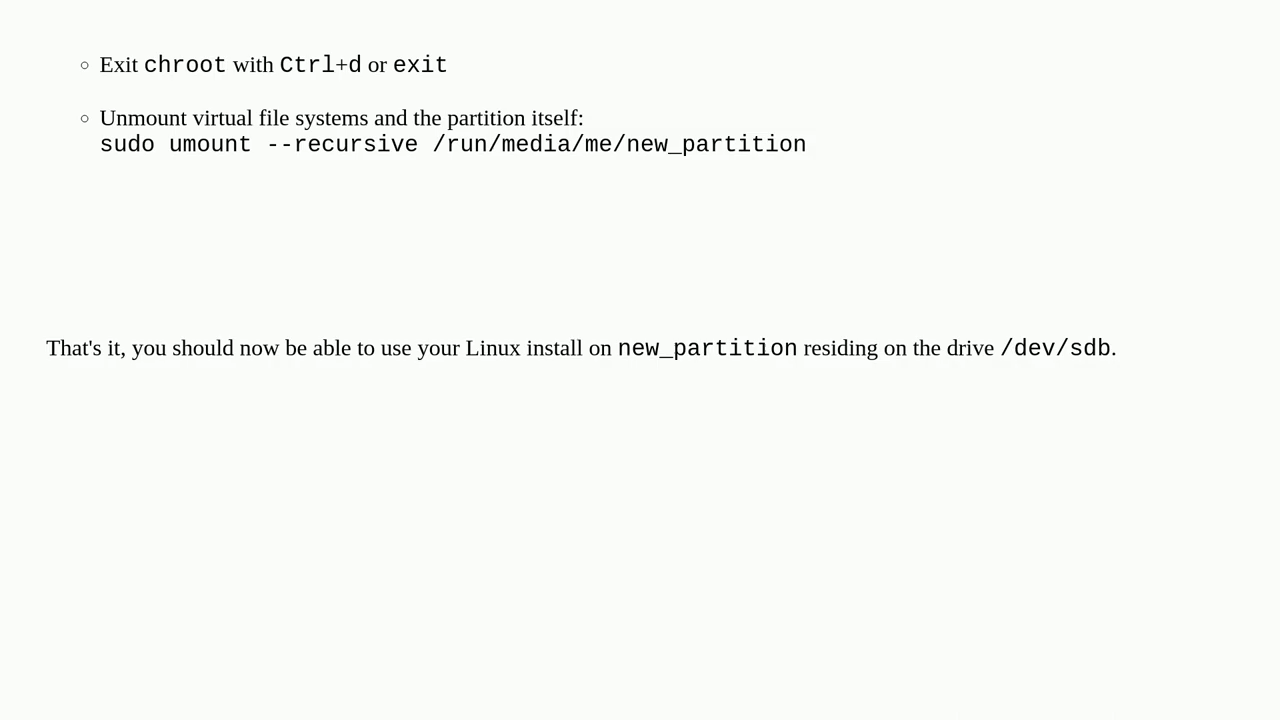 Exit chroot with Ctrl+d or exit
Unmount virtual file systems and the partition itself:
sudo umount --recursive /run/media/me/new_partition
That's it, you should now be able to use your Linux install on new_partition residing on the drive /dev/sdb.